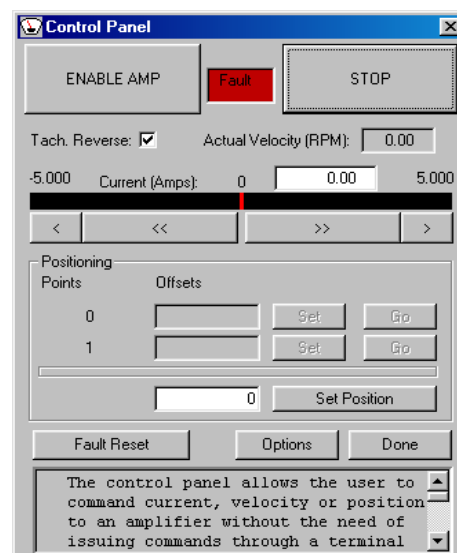 Control Panel
ENABLE AMP Fault STOP
Tach. Reverse: Actual Velocity (RPM): 0.00
-5.000 Current (Amps): 0 0.00 5.000
< << >> >
Positioning
Points Offsets
0 Set Go
1 Set Go
0 Set Position
Fault Reset Options Done
The control panel allows the user to
command current, velocity or position
to an amplifier without the need of
issuing commands through a terminal